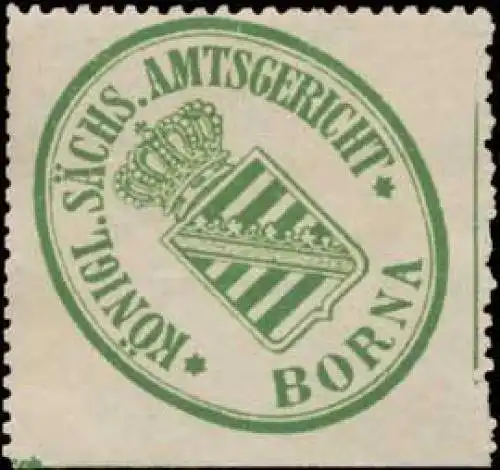 * KÖNIGL. SÄCHS. AMTSGERICHT *
BORNA